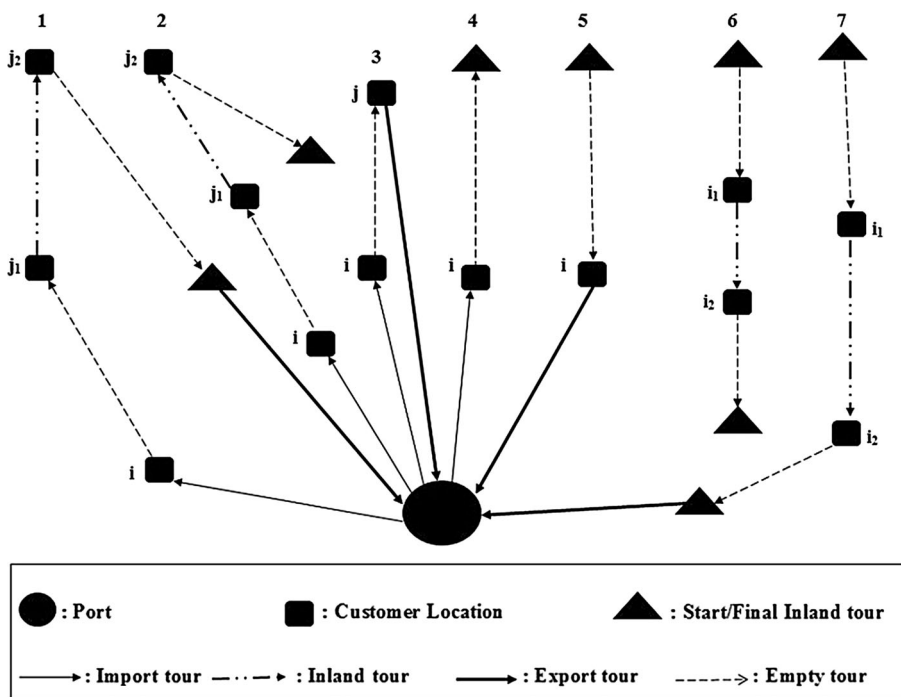 1 2 3 4 5 6 7
j₂ j₂
j
j₁ i₁ i₁
j₁ i i i
i₂
i
i i₂
: Port : Customer Location : Start/Final Inland tour
: Import tour : Inland tour : Export tour : Empty tour